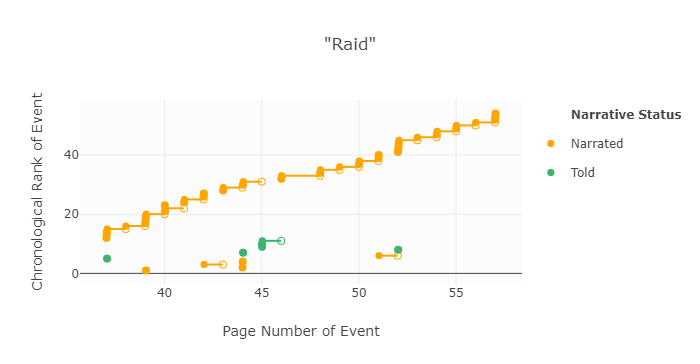 "Raid"
Chronological Rank of Event
40
20
0
40
45
50
55
Page Number of Event
Narrative Status
Narrated
Told